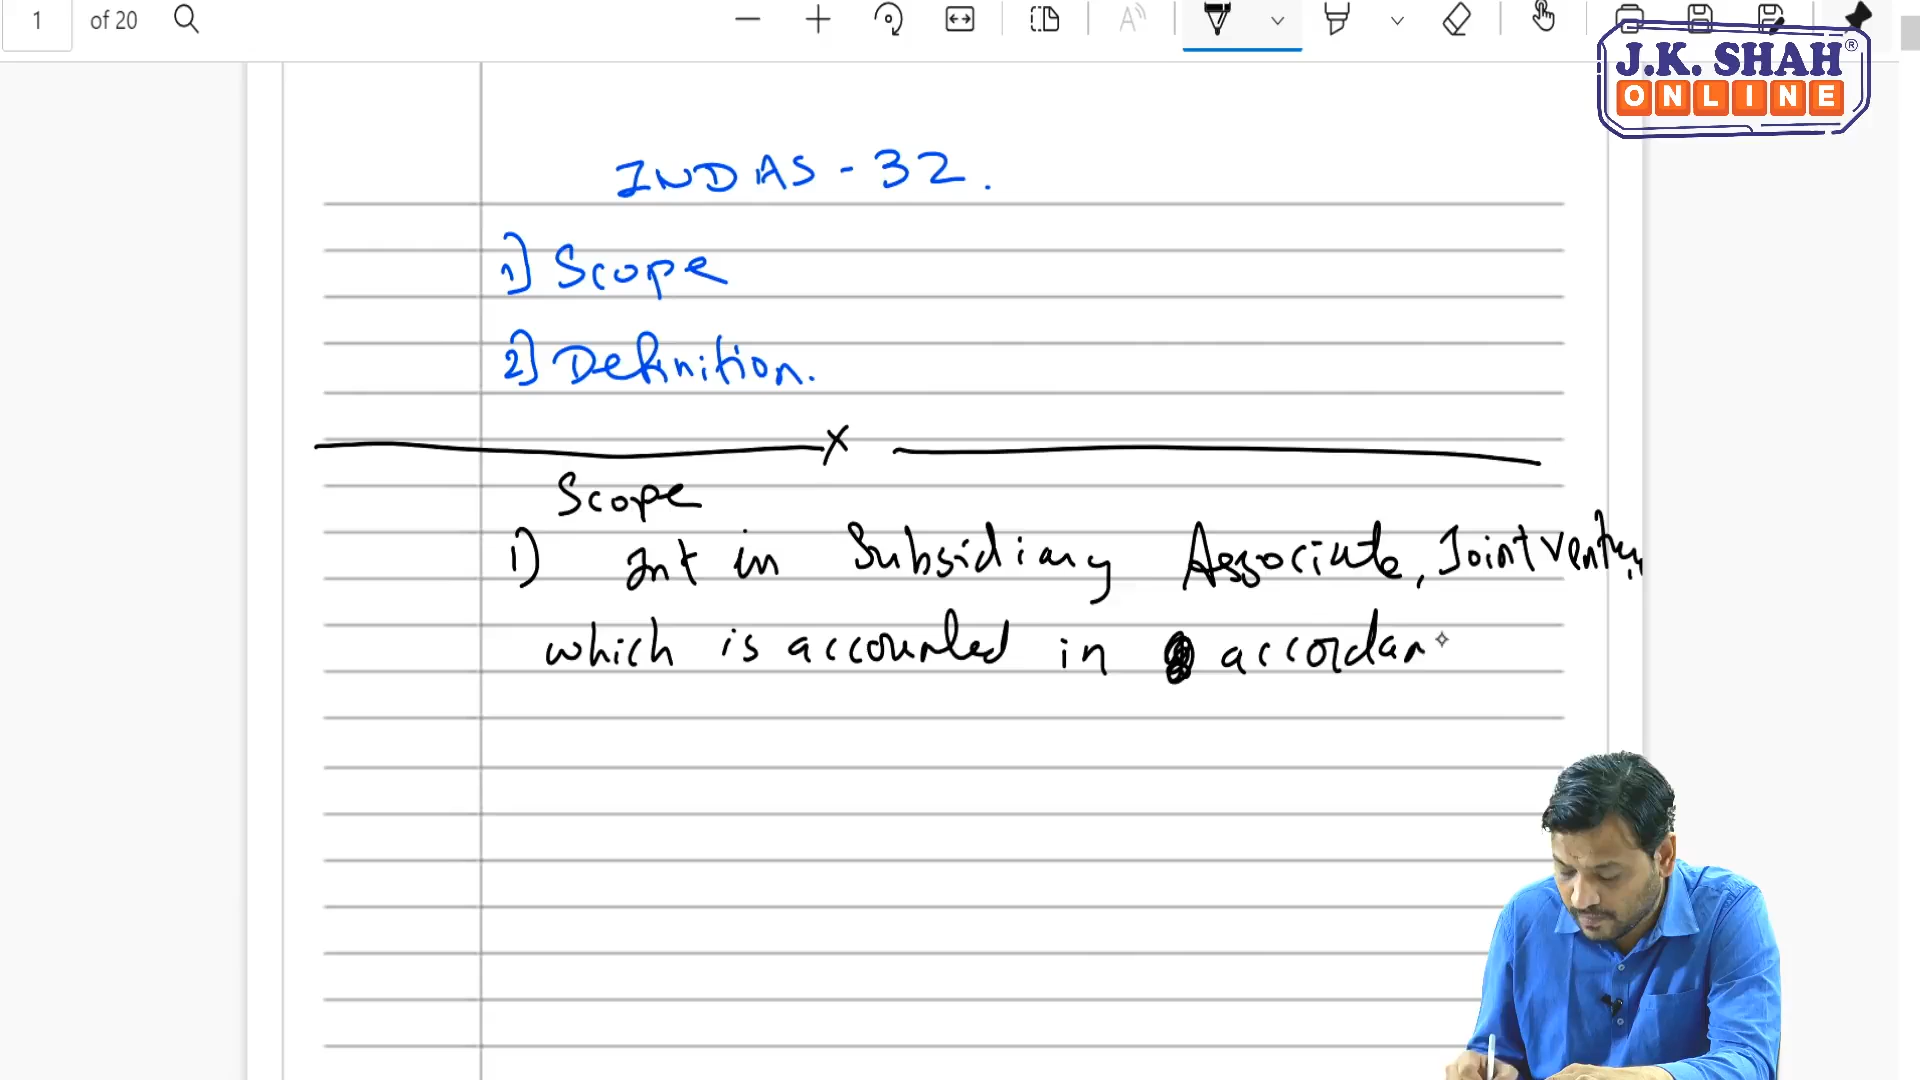 1 of 20
J.K. SHAH®
ONLINE
INDAS-32.
1) Scope
2) Definition.
X
Scope
1) Int in Subsidiary Associate, Joint Venture,
which is accounted in accordan